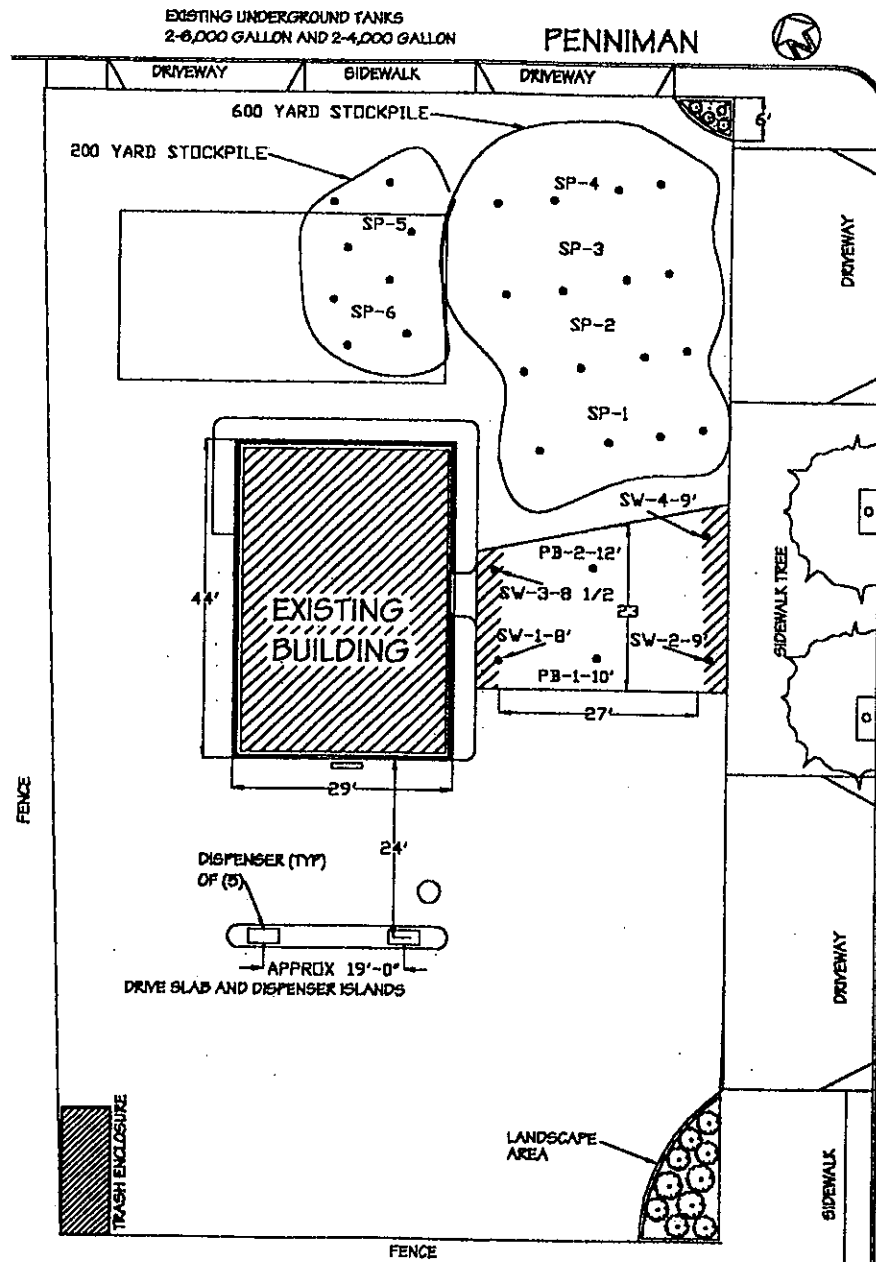 EXISTING UNDERGROUND TANKS
2-6,000 GALLON AND 2-4,000 GALLON
PENNIMAN
N
DRIVEWAY
SIDEWALK
DRIVEWAY
600 YARD STOCKPILE
6'
200 YARD STOCKPILE
SP-4
SP-5
SP-3
DRIVEWAY
SP-6
SP-2
SP-1
SW-4-9'
PB-2-12'
44'
SW-3-8 1/2
EXISTING
BUILDING
23
SIDEWALK TREE
SW-1-8'
SW-2-9'
PB-1-10'
27'
29'
FENCE
24'
DISPENSER (TYP)
OF (5)
APPROX 19'-0"
DRIVE SLAB AND DISPENSER ISLANDS
DRIVEWAY
TRASH ENCLOSURE
LANDSCAPE
AREA
SIDEWALK
FENCE